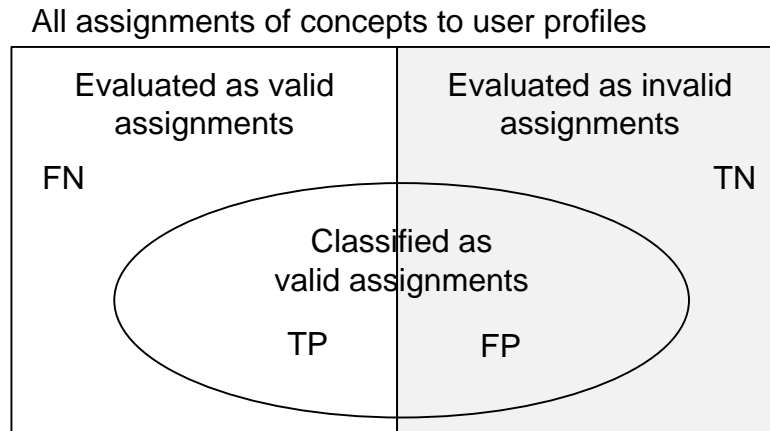 All assignments of concepts to user profiles
Evaluated as valid
assignments
Evaluated as invalid
assignments
FN
TN
Classified as
valid assignments
TP
FP